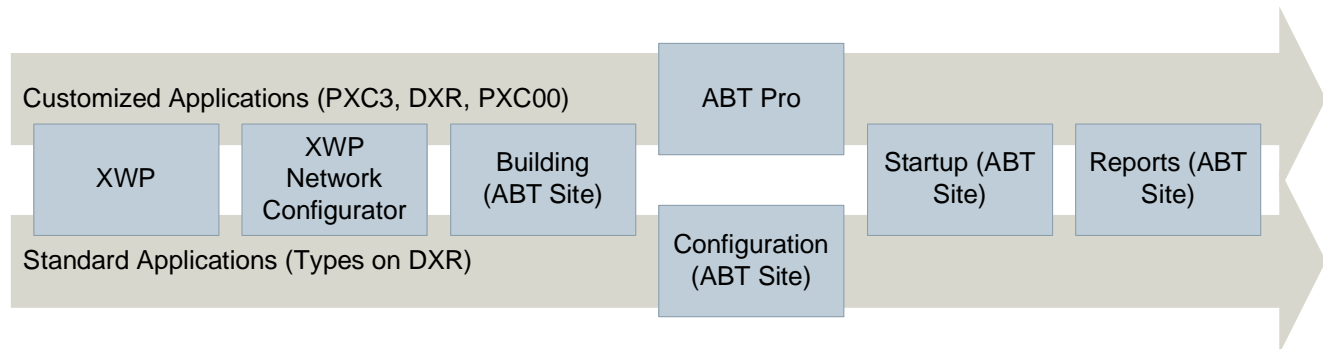 Customized Applications (PXC3, DXR, PXC00)
ABT Pro
XWP
XWP
Network
Configurator
Building
(ABT Site)
Startup (ABT
Site)
Reports (ABT
Site)
Configuration
(ABT Site)
Standard Applications (Types on DXR)